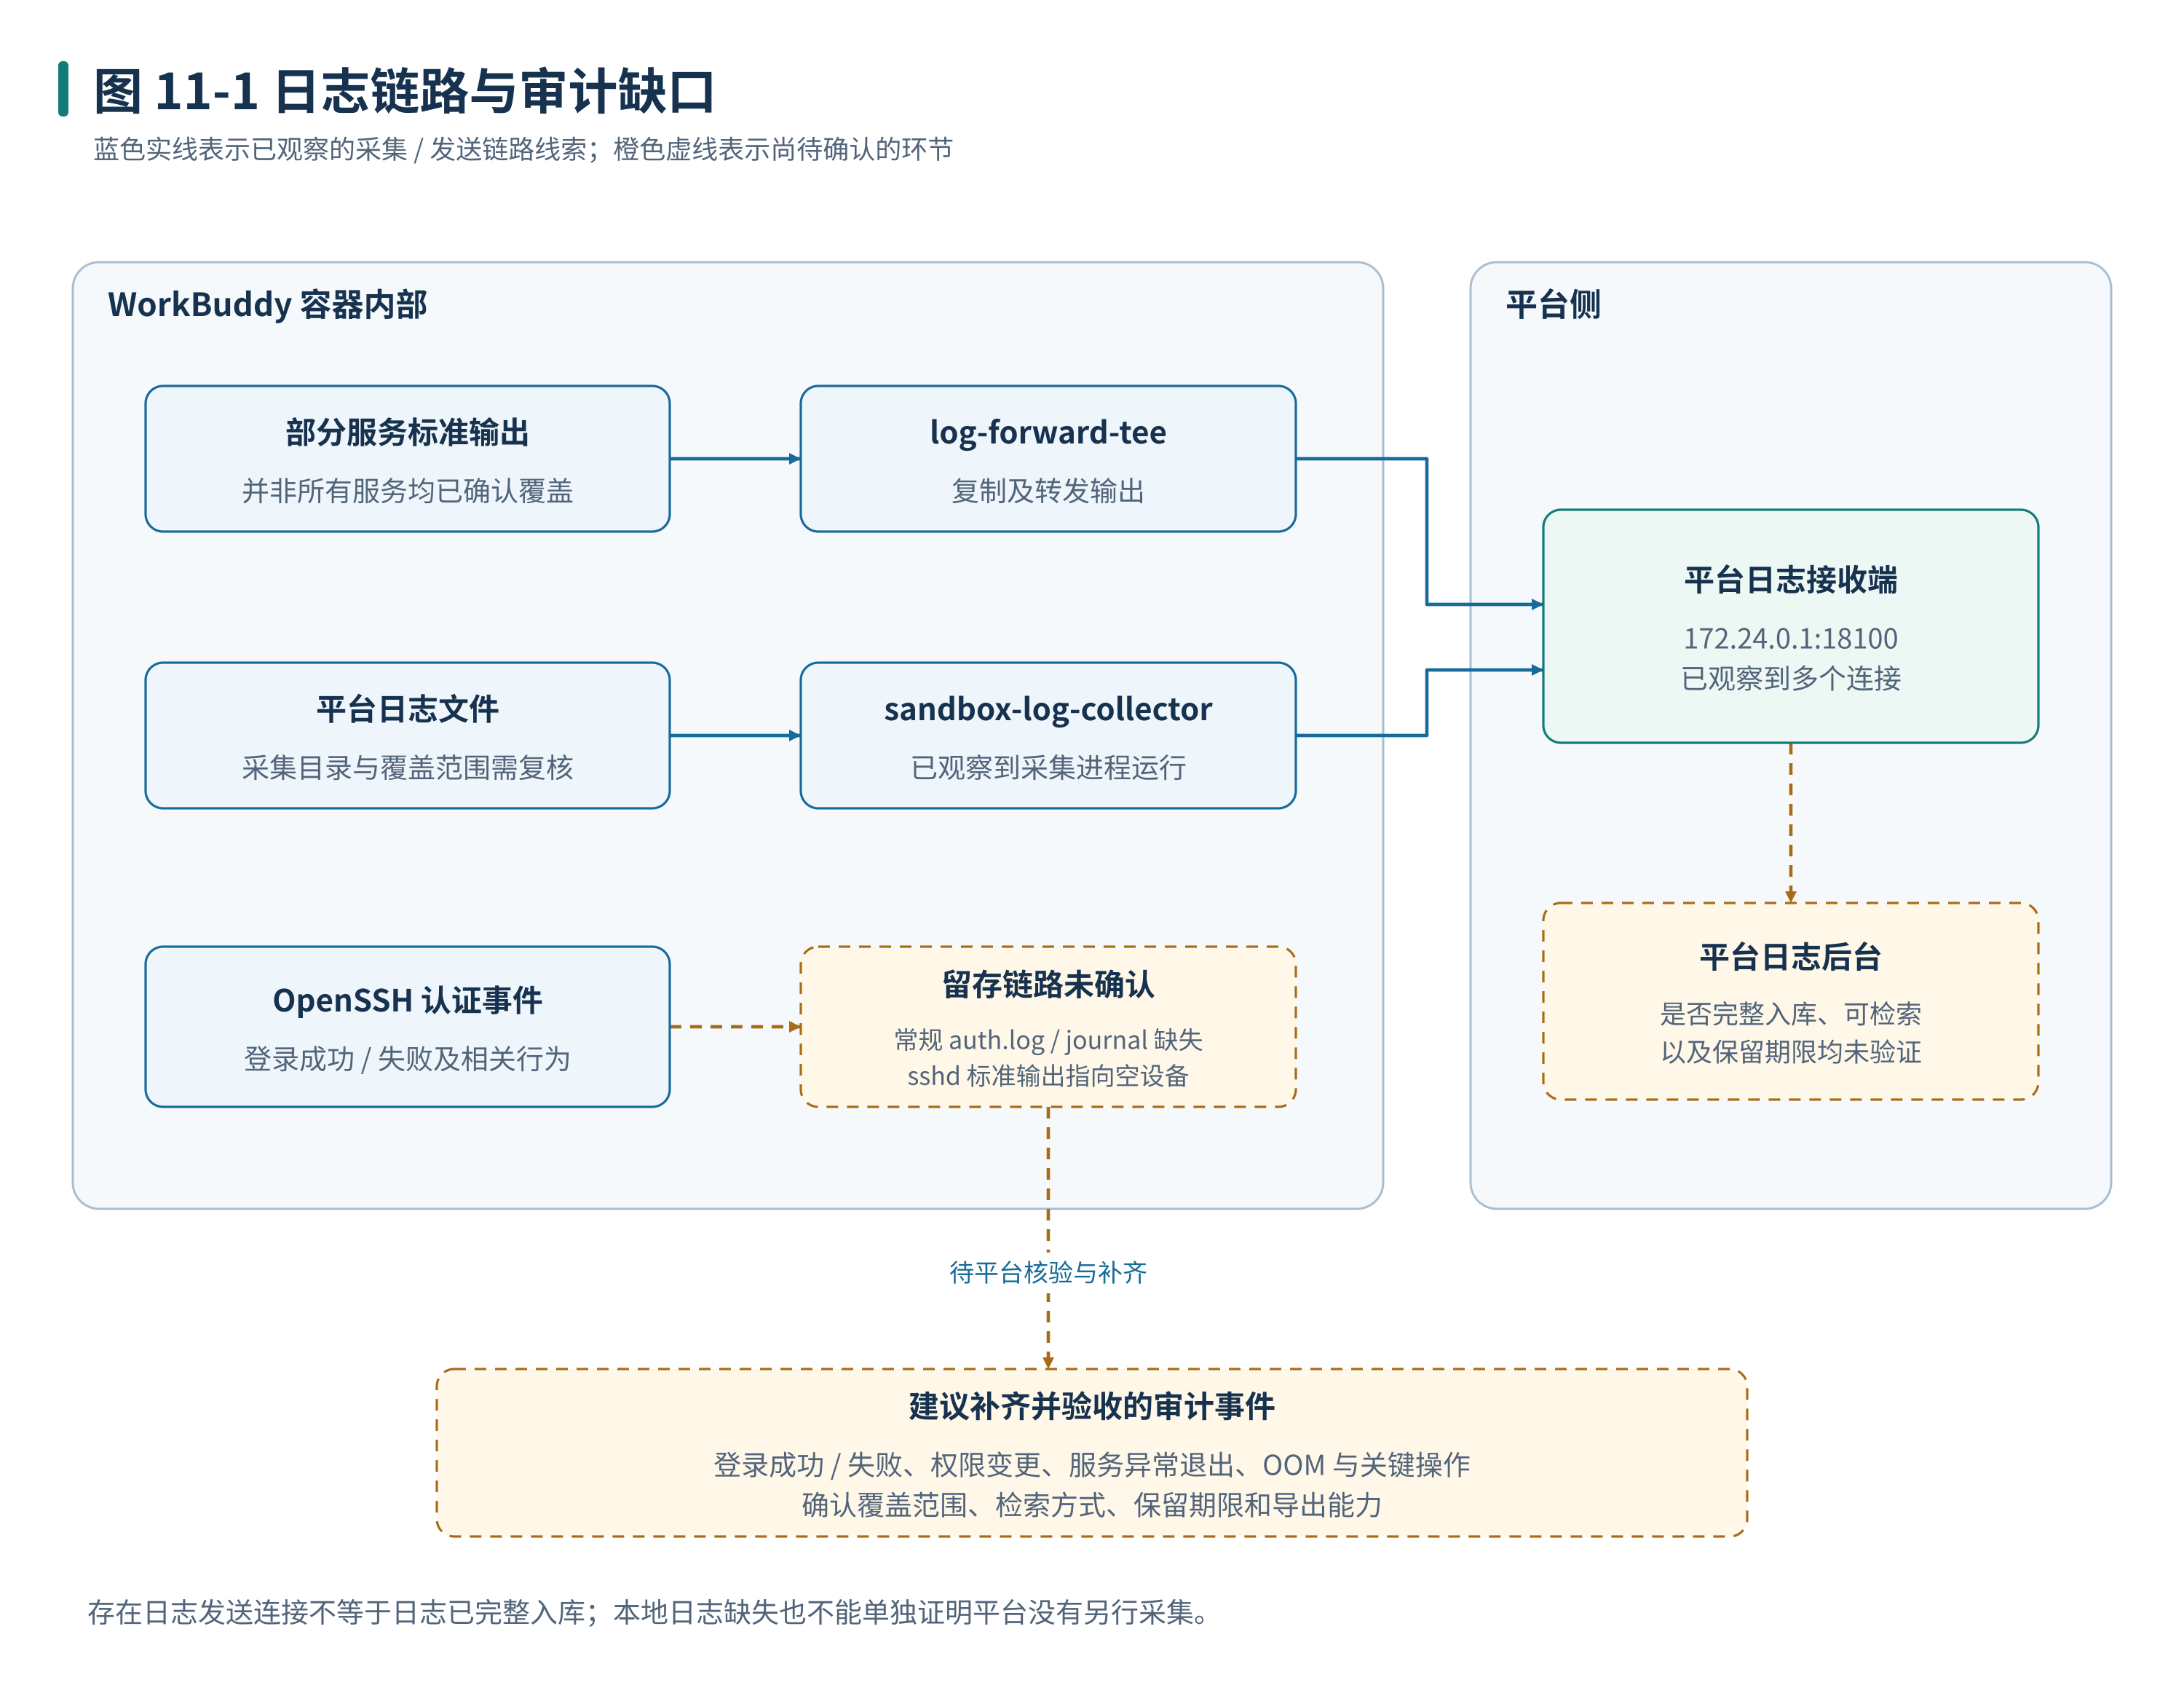 图 11-1 日志链路与审计缺口
蓝色实线表示已观察的采集 / 发送链路线索；橙色虚线表示尚待确认的环节
WorkBuddy 容器内部
部分服务标准输出
并非所有服务均已确认覆盖
log-forward-tee
复制及转发输出
平台日志文件
采集目录与覆盖范围需复核
sandbox-log-collector
已观察到采集进程运行
OpenSSH 认证事件
登录成功 / 失败及相关行为
留存链路未确认
常规 auth.log / journal 缺失
sshd 标准输出指向空设备
平台侧
平台日志接收端
172.24.0.1:18100
已观察到多个连接
平台日志后台
是否完整入库、可检索
以及保留期限均未验证
待平台核验与补齐
建议补齐并验收的审计事件
登录成功 / 失败、权限变更、服务异常退出、OOM 与关键操作
确认覆盖范围、检索方式、保留期限和导出能力
存在日志发送连接不等于日志已完整入库；本地日志缺失也不能单独证明平台没有另行采集。